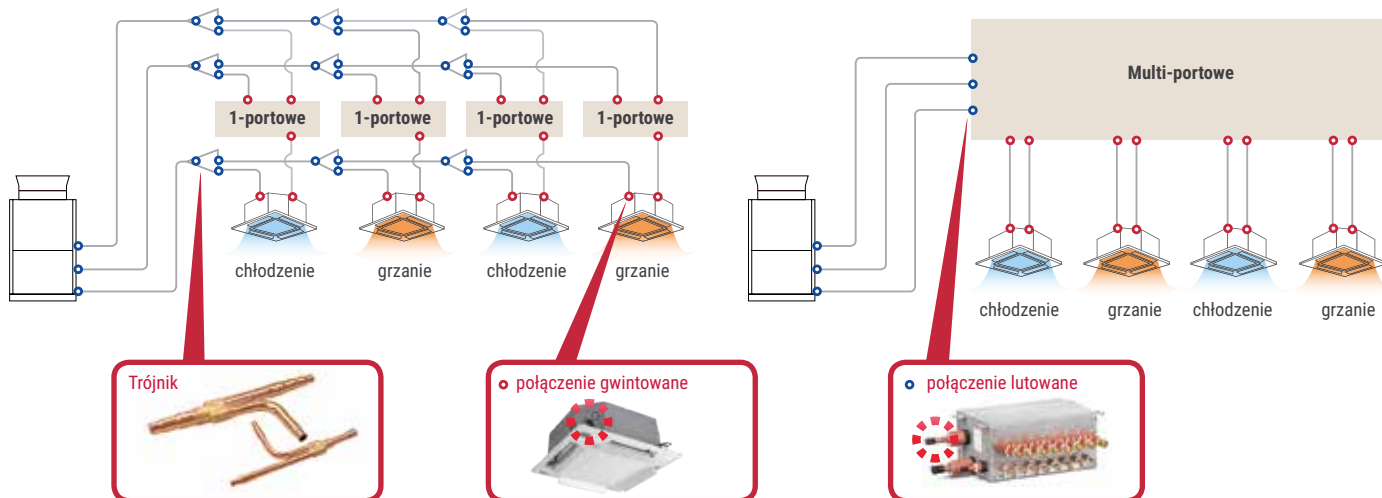 1-portowe
1-portowe
1-portowe
1-portowe
Multi-portowe
chłodzenie
grzanie
chłodzenie
grzanie
chłodzenie
grzanie
chłodzenie
grzanie
Trójnik
połączenie gwintowane
połączenie lutowane